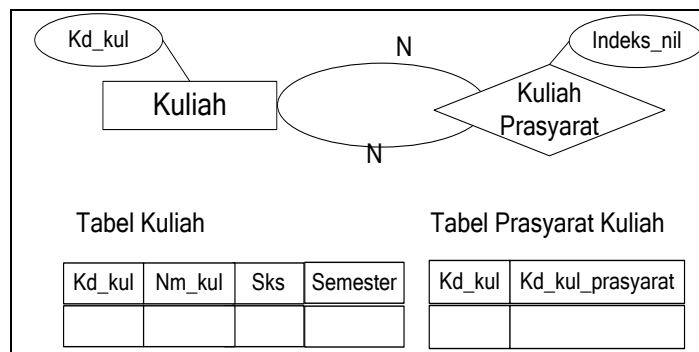 Kd_kul
N
Indeks_nil
Kuliah
Kuliah
Prasyarat
N
Tabel Kuliah
Tabel Prasyarat Kuliah
Kd_kul Nm_kul Sks Semester
Kd_kul Kd_kul_prasyarat